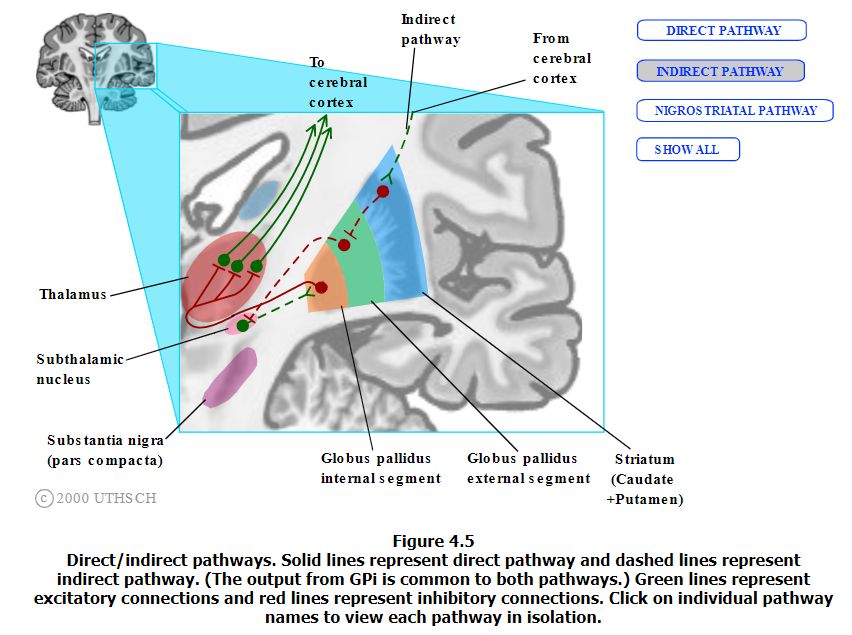 Indirect
pathway
From
cerebral
cortex
To
cerebral
cortex
DIRECT PATHWAY
INDIRECT PATHWAY
NIGROSTRIATAL PATHWAY
SHOW ALL
Thalamus
Subthalamic
nucleus
Substantia nigra
(pars compacta)
Globus pallidus
internal segment
Globus pallidus
external segment
Striatum
(Caudate
+Putamen)
© 2000 UTHSCH
Figure 4.5
Direct/indirect pathways. Solid lines represent direct pathway and dashed lines represent
indirect pathway. (The output from GPi is common to both pathways.) Green lines represent
excitatory connections and red lines represent inhibitory connections. Click on individual pathway
names to view each pathway in isolation.